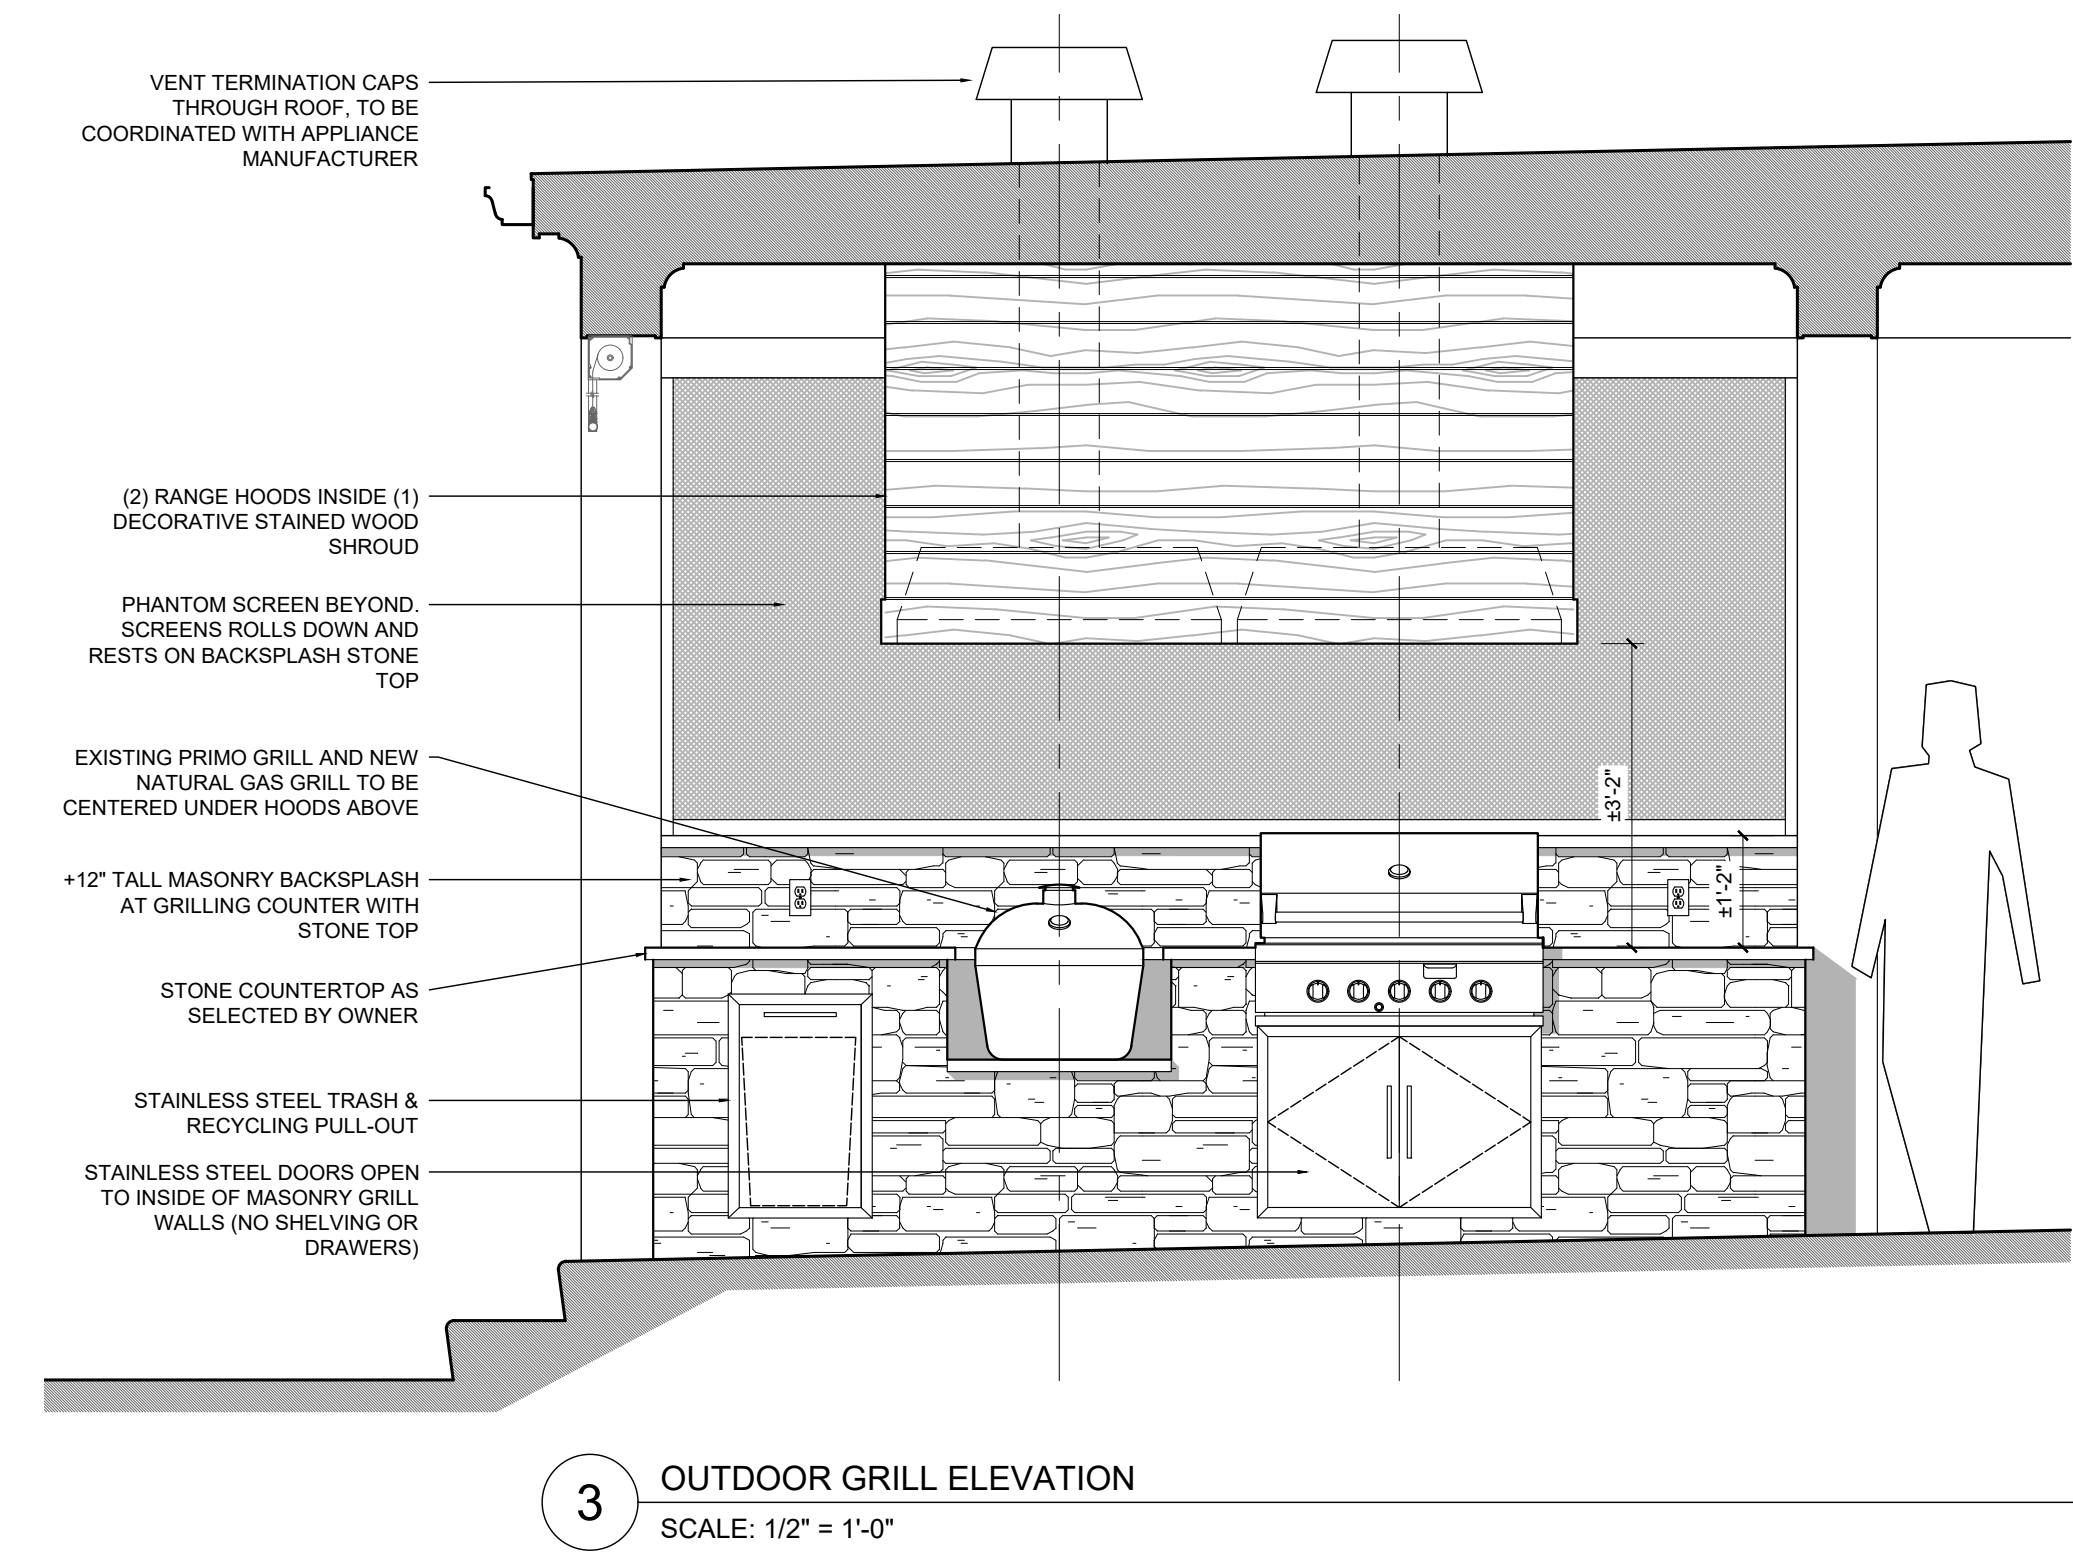 VENT TERMINATION CAPS
THROUGH ROOF, TO BE
COORDINATED WITH APPLIANCE
MANUFACTURER
(2) RANGE HOODS INSIDE (1)
DECORATIVE STAINED WOOD
SHROUD
PHANTOM SCREEN BEYOND.
SCREENS ROLLS DOWN AND
RESTS ON BACKSPLASH STONE
TOP
EXISTING PRIMO GRILL AND NEW
NATURAL GAS GRILL TO BE
CENTERED UNDER HOODS ABOVE
+12" TALL MASONRY BACKSPLASH
AT GRILLING COUNTER WITH
STONE TOP
STONE COUNTERTOP AS
SELECTED BY OWNER
STAINLESS STEEL TRASH &
RECYCLING PULL-OUT
STAINLESS STEEL DOORS OPEN
TO INSIDE OF MASONRY GRILL
WALLS (NO SHELVING OR
DRAWERS)
±3'-2"
±1'-2"
3
OUTDOOR GRILL ELEVATION
SCALE: 1/2" = 1'-0"